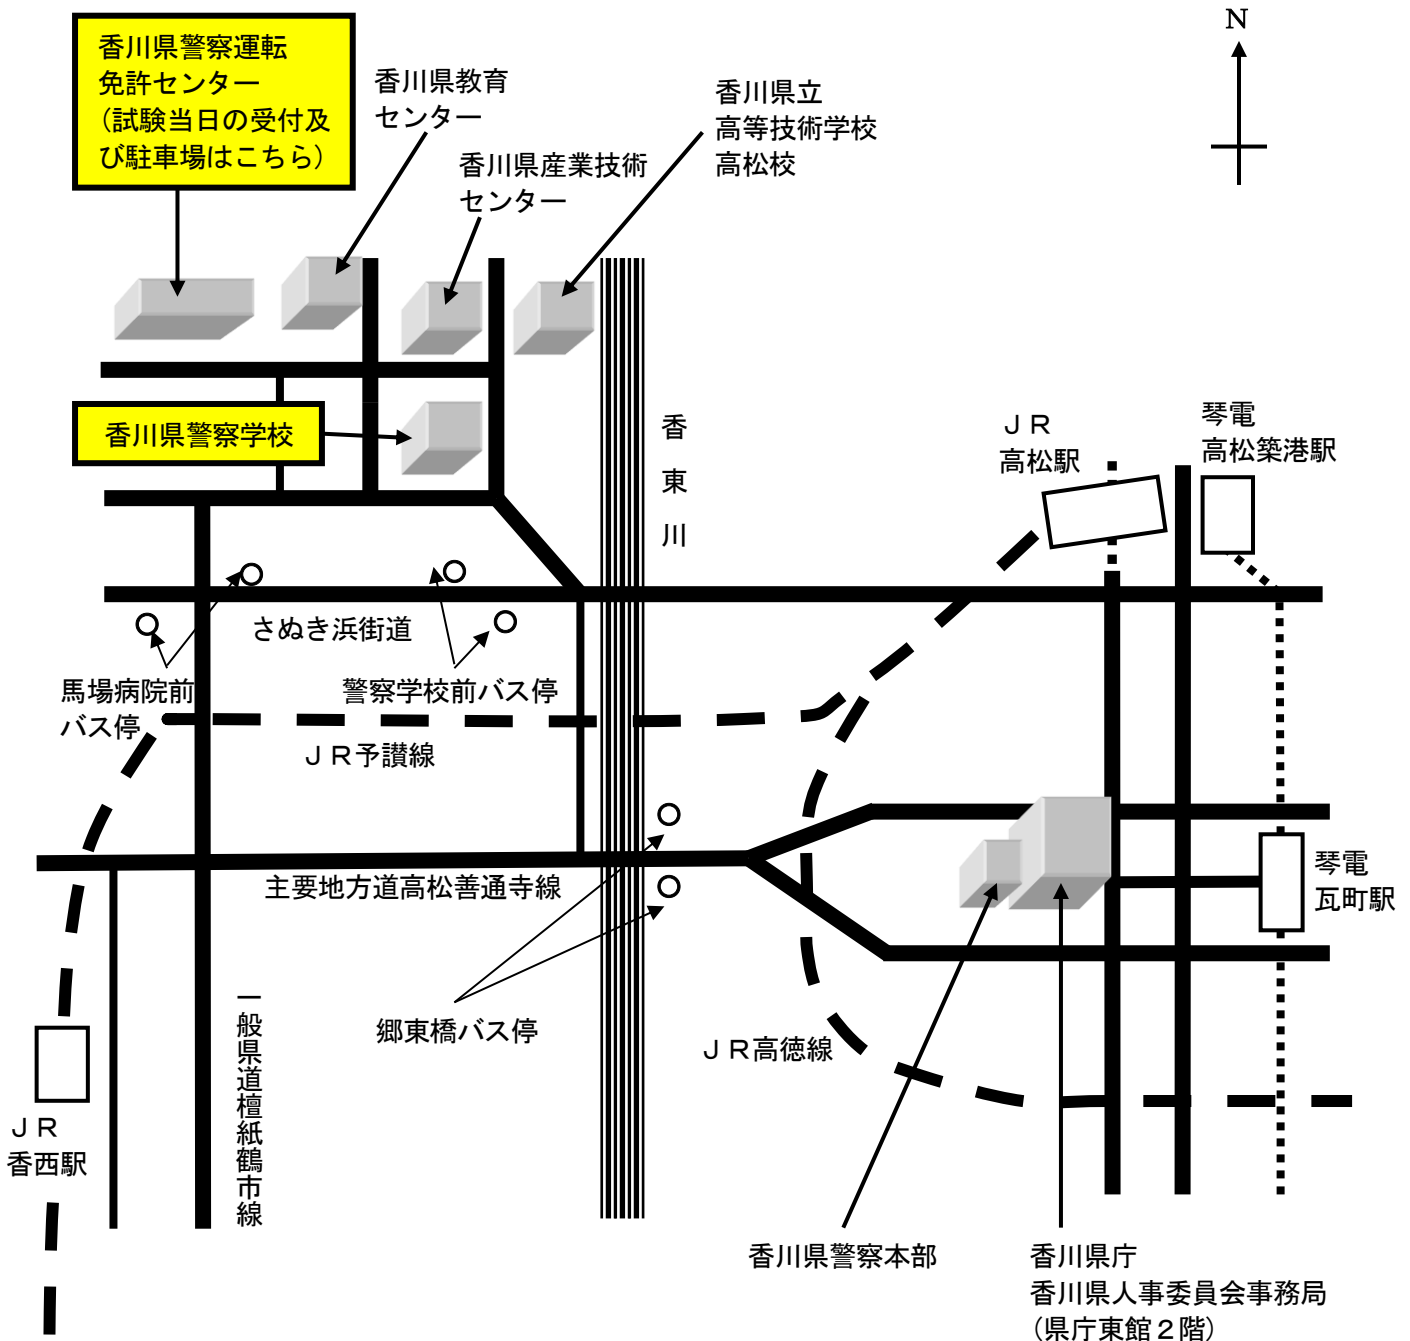 N
香川県警察運転
免許センター
(試験当日の受付及
び駐車場はこちら)
香川県教育
センター
香川県立
高等技術学校
高松校
香川県産業技術
センター
香川県警察学校
香東川
ＪＲ
高松駅
琴電
高松築港駅
さぬき浜街道
馬場病院前
バス停
警察学校前バス停
ＪＲ予讃線
主要地方道高松善通寺線
琴電
瓦町駅
一般県道檀紙鶴市線
郷東橋バス停
ＪＲ高徳線
ＪＲ
香西駅
香川県警察本部
香川県庁
香川県人事委員会事務局
(県庁東館２階)